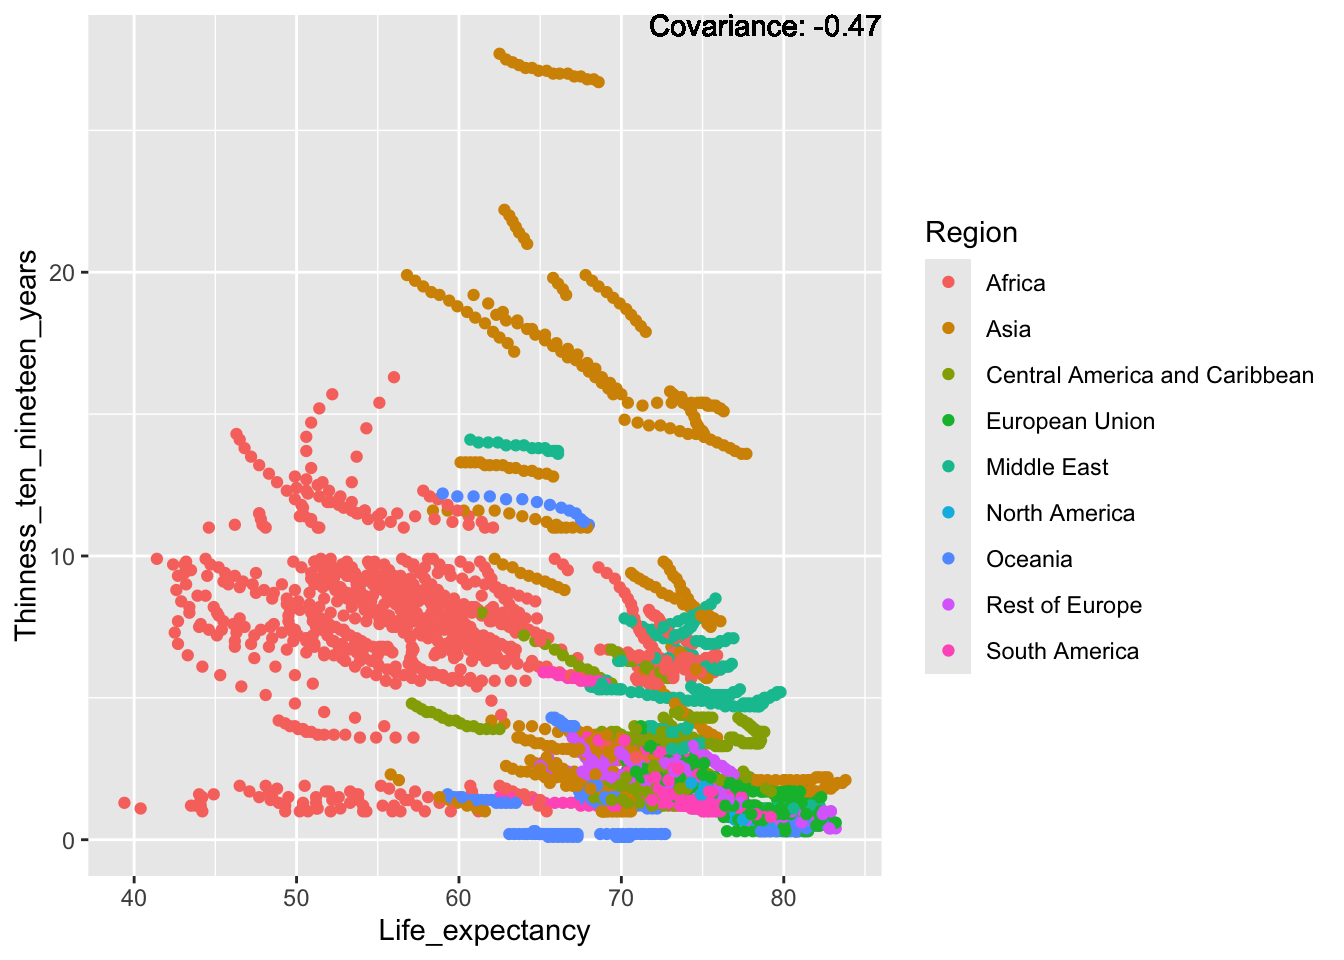 Covariance: -0.47
Thinness_ten_nineteen_years
20
10
0
40 50 60 70 80
Life_expectancy
Region
Africa
Asia
Central America and Caribbean
European Union
Middle East
North America
Oceania
Rest of Europe
South America